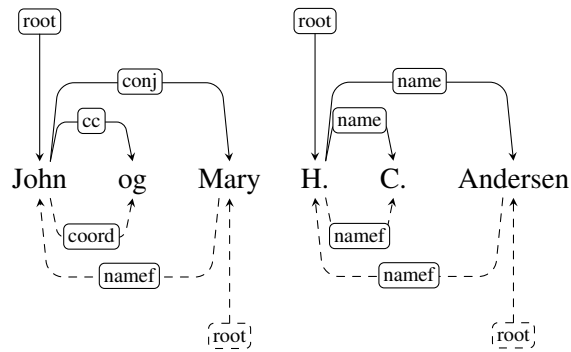 root root
conj name
cc name
John og Mary H. C. Andersen
coord namef
namef namef
root root